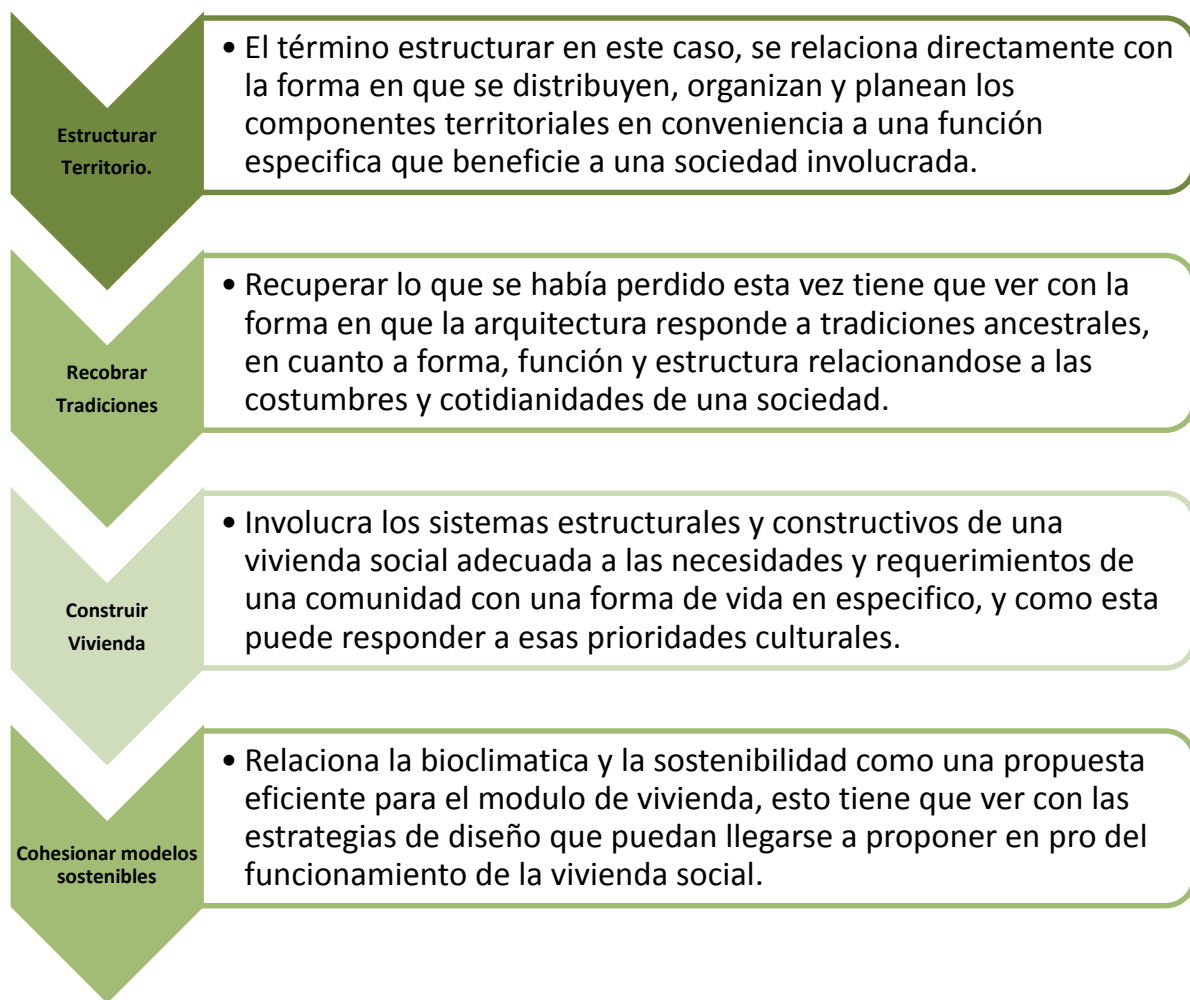 Estructurar
Territorio.
• El término estructurar en este caso, se relaciona directamente con
la forma en que se distribuyen, organizan y planean los
componentes territoriales en conveniencia a una función
especifica que beneficie a una sociedad involucrada.
Recobrar
Tradiciones
• Recuperar lo que se había perdido esta vez tiene que ver con la
forma en que la arquitectura responde a tradiciones ancestrales,
en cuanto a forma, función y estructura relacionandose a las
costumbres y cotidianidades de una sociedad.
Construir
Vivienda
• Involucra los sistemas estructurales y constructivos de una
vivienda social adecuada a las necesidades y requerimientos de
una comunidad con una forma de vida en especifico, y como esta
puede responder a esas prioridades culturales.
Cohesionar modelos
sostenibles
• Relaciona la bioclimatica y la sostenibilidad como una propuesta
eficiente para el modulo de vivienda, esto tiene que ver con las
estrategias de diseño que puedan llegarse a proponer en pro del
funcionamiento de la vivienda social.